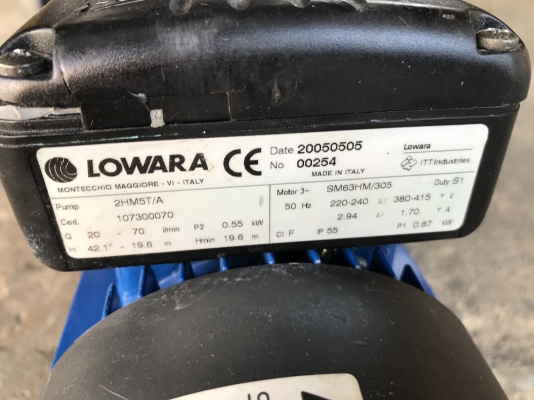 LOWARA CE
MONTECCHIO MAGGIORE - VI - ITALY
Date 20050505
No 00254
MADE IN ITALY
Lowara
ITT Industries
Pump 2HM5T/A
Cod. 107300070
Q 20 - 70 l/min P2 0.55 kW
H 42.1 - 19.6 m Hmin 19.6 m
Motor 3~ SM63HM/305 Duty S1
50 Hz 220-240 Δ/ 380-415 Y V
2.94 Δ/ 1.70 Y A
Cl F IP 55 P1 0.87 kW